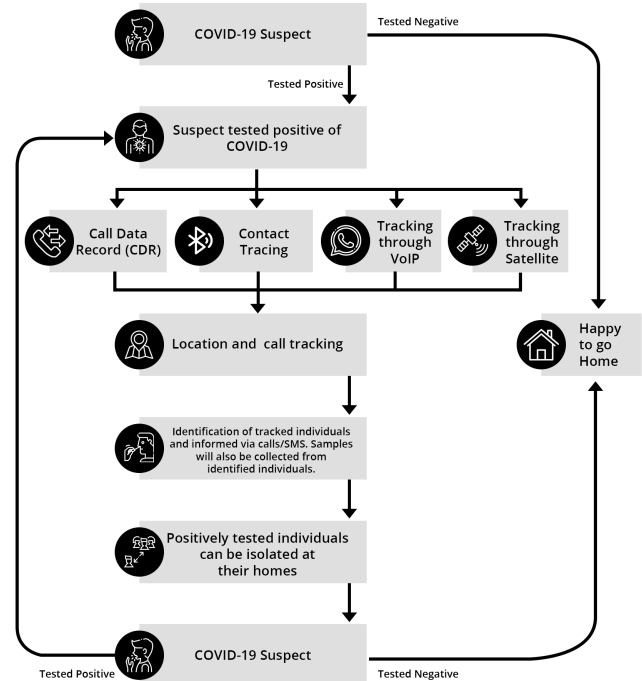 Tested Negative
COVID-19 Suspect
Tested Positive
Suspect tested positive of
COVID-19
Call Data
Record (CDR)
Contact
Tracing
Tracking
through
VoIP
Tracking
through
Satellite
Location and call tracking
Happy
to go
Home
Identification of tracked individuals
and informed via calls/SMS. Samples
will also be collected from
identified individuals.
Positively tested individuals
can be isolated at
their homes
COVID-19 Suspect
Tested Positive
Tested Negative